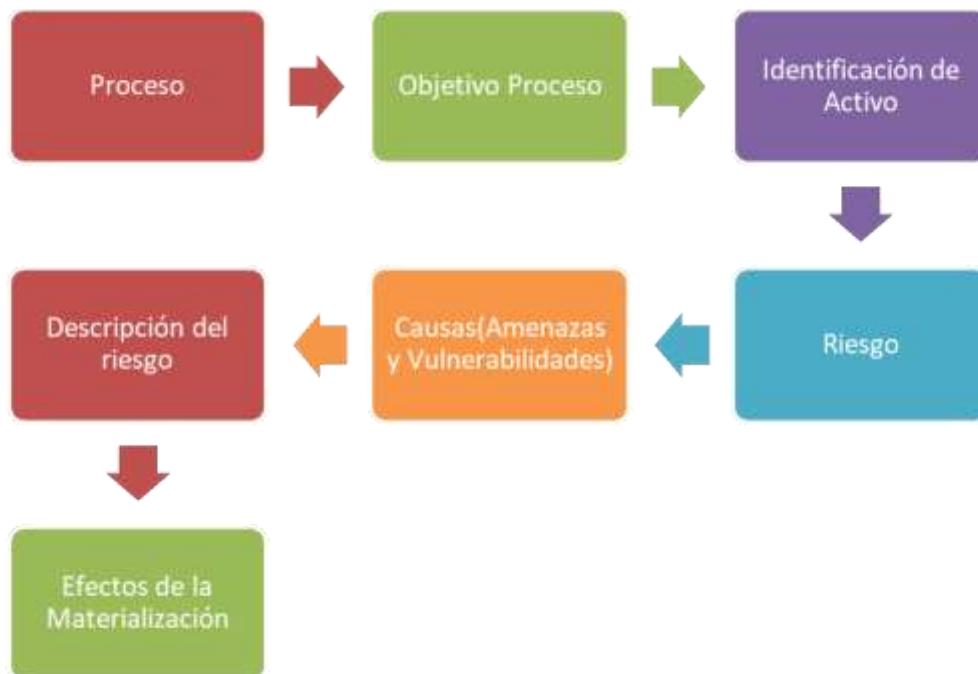 Proceso
Objetivo Proceso
Identificación de
Activo
Riesgo
Causas(Amenazas
y Vulnerabilidades)
Descripción del
riesgo
Efectos de la
Materialización